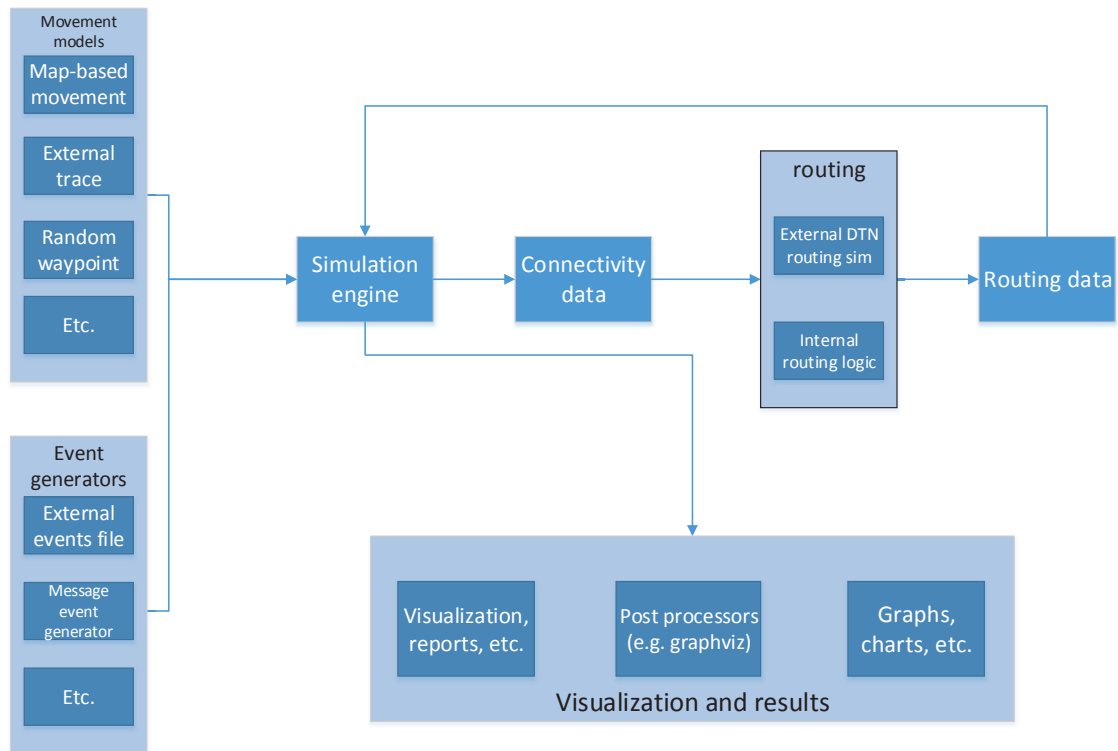 Movement
models
Map-based
movement
External
trace
Random
waypoint
Etc.
Event
generators
External
events file
Message
event
generator
Etc.
Simulation
engine
Connectivity
data
routing
External DTN
routing sim
Internal
routing logic
Routing data
Visualization,
reports, etc.
Post processors
(e.g. graphviz)
Graphs,
charts, etc.
Visualization and results